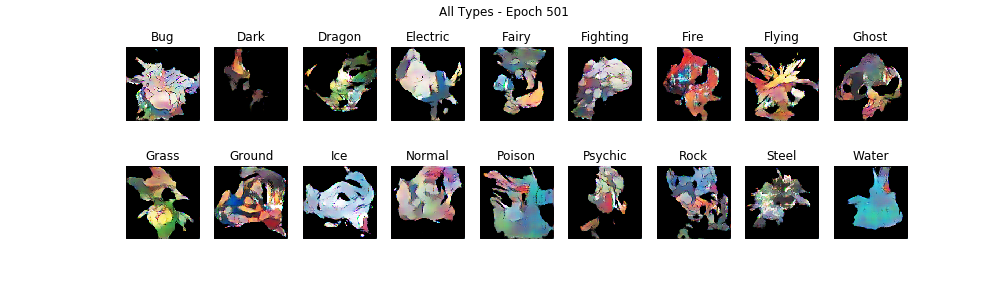 All Types - Epoch 501
Bug Dark Dragon Electric Fairy Fighting Fire Flying Ghost
Grass Ground Ice Normal Poison Psychic Rock Steel Water